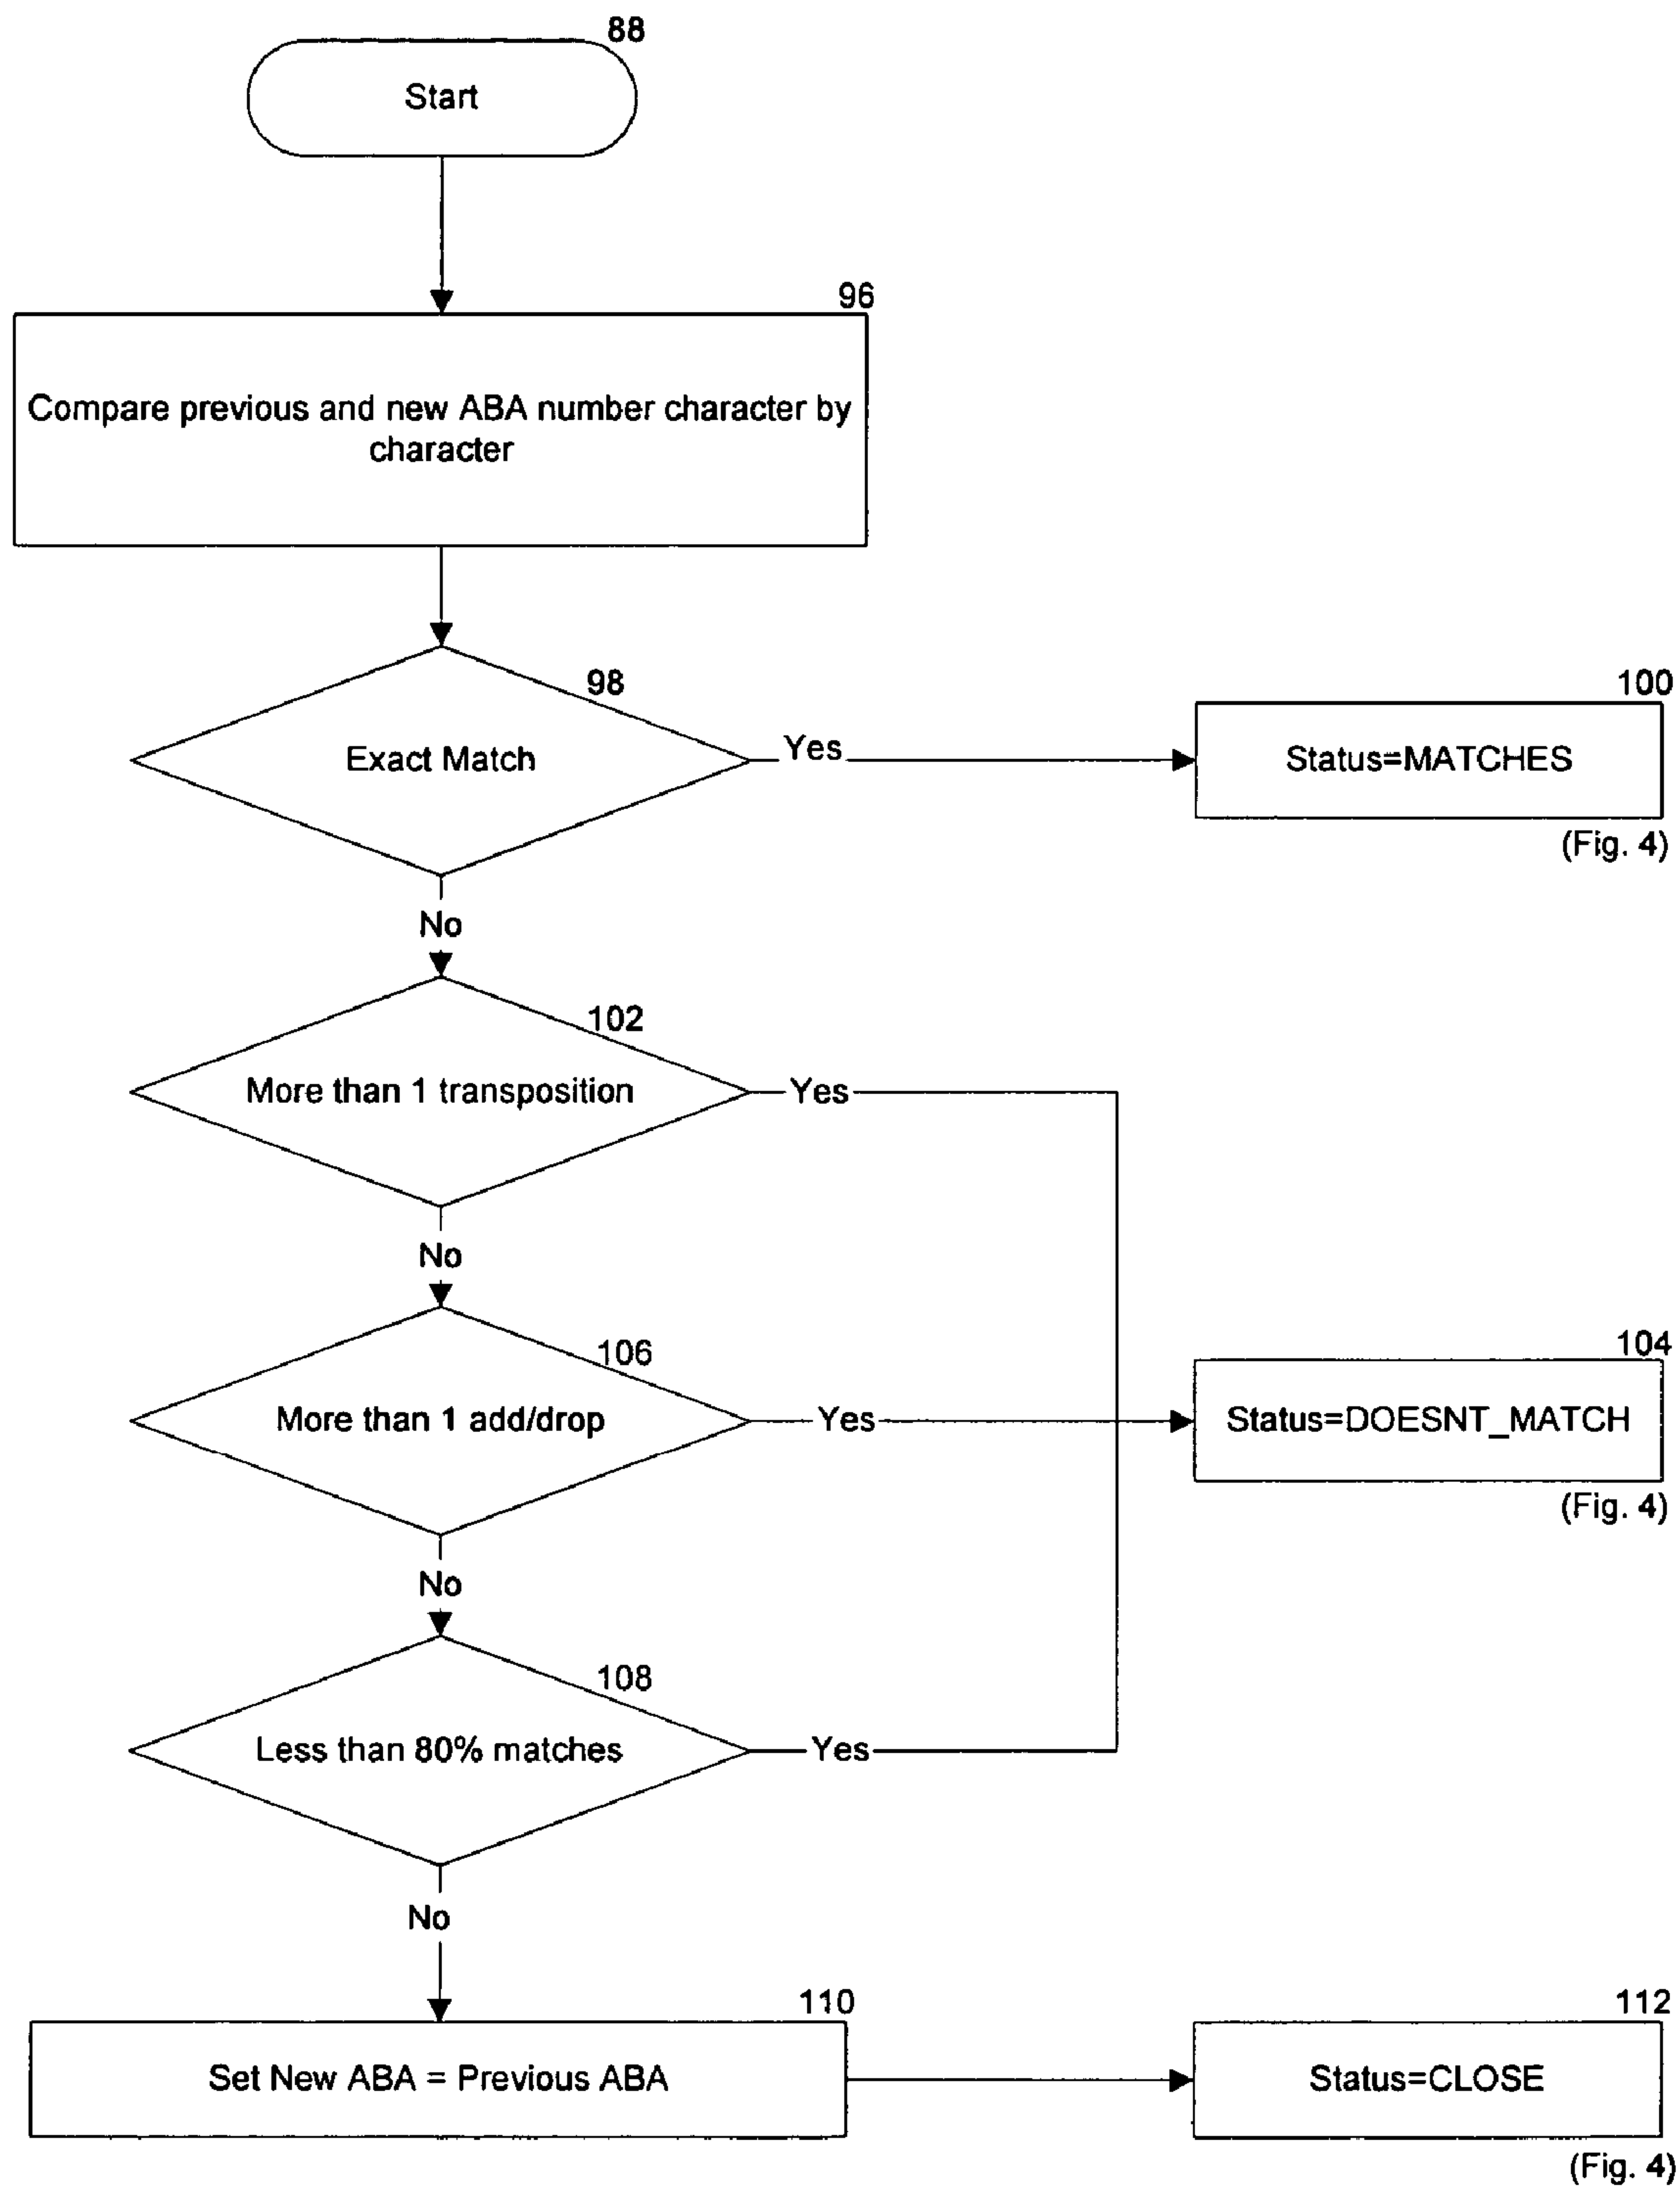 88
Start
96
Compare previous and new ABA number character by
character
98
Exact Match
Yes
100
Status=MATCHES
(Fig. 4)
No
102
More than 1 transposition
Yes
No
106
More than 1 add/drop
Yes
104
Status=DOESNT_MATCH
(Fig. 4)
No
108
Less than 80% matches
Yes
No
110
Set New ABA = Previous ABA
112
Status=CLOSE
(Fig. 4)